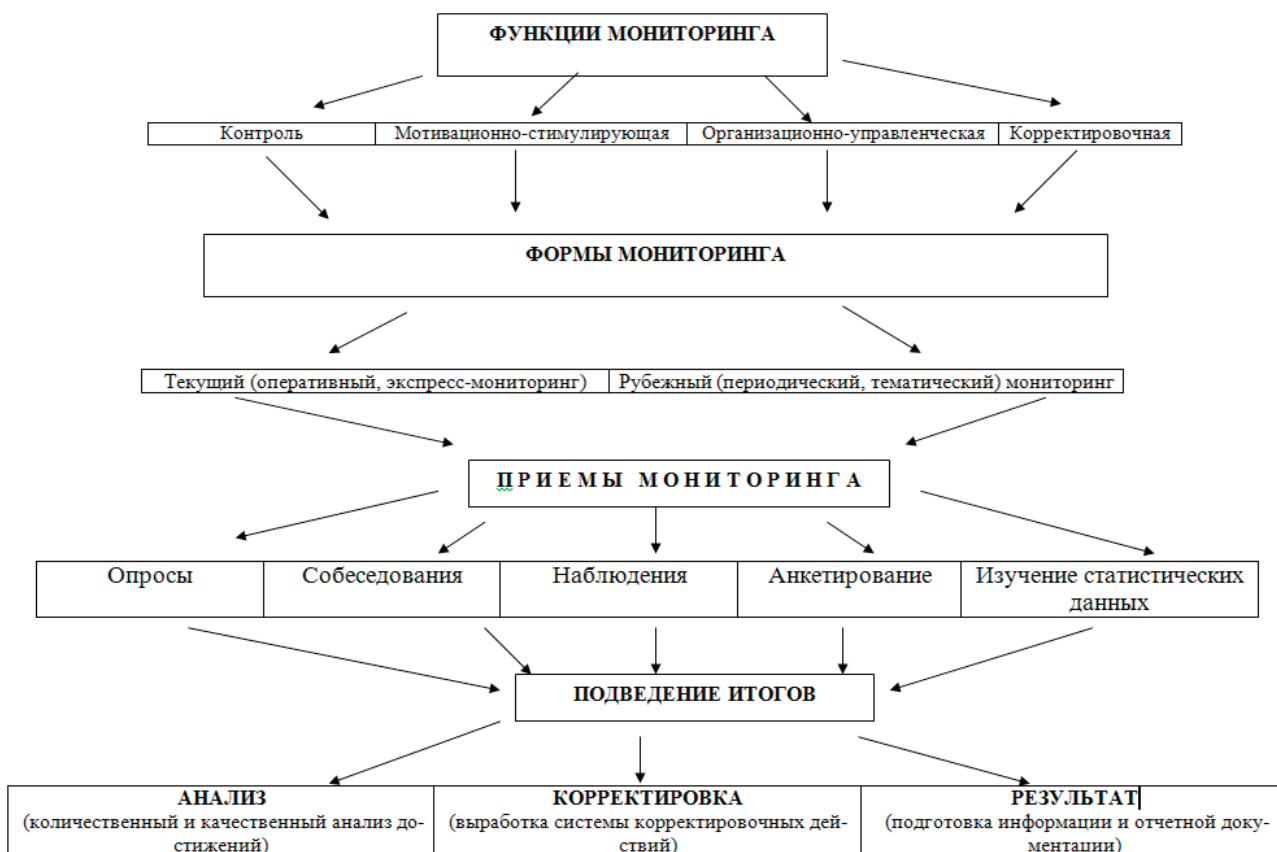 ФУНКЦИИ МОНИТОРИНГА
Контроль
Мотивационно-стимулирующая
Организационно-управленческая
Корректировочная
ФОРМЫ МОНИТОРИНГА
Текущий (оперативный, экспресс-мониторинг)
Рубежный (периодический, тематический) мониторинг
П Р И Е М Ы М О Н И Т О Р И Н Г А
Опросы
Собеседования
Наблюдения
Анкетирование
Изучение статистических
данных
ПОДВЕДЕНИЕ ИТОГОВ
АНАЛИЗ
(количественный и качественный анализ до-
стижений)
КОРРЕКТИРОВКА
(выработка системы корректировочных дей-
ствий)
РЕЗУЛЬТАТ
(подготовка информации и отчетной доку-
ментации)